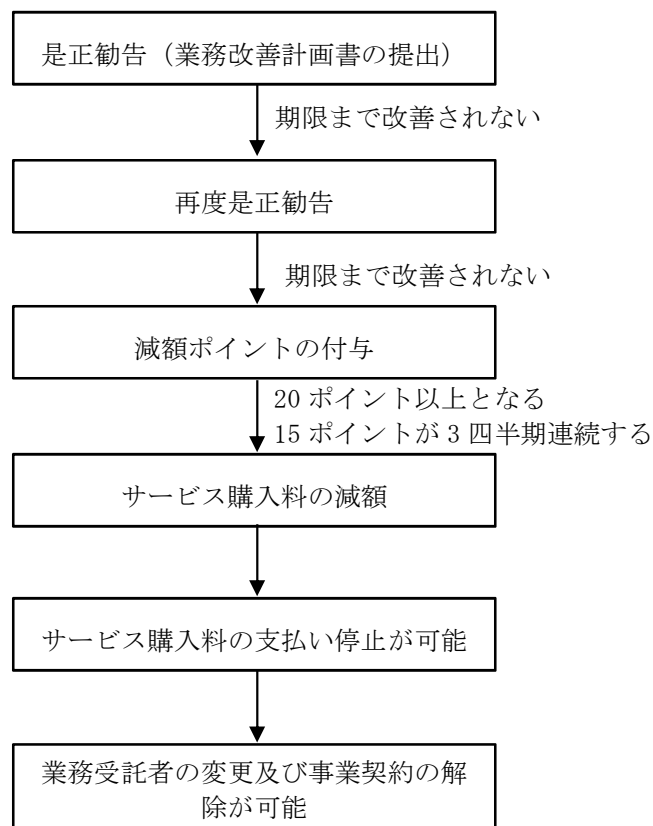 是正勧告（業務改善計画書の提出）
期限まで改善されない
再度是正勧告
期限まで改善されない
減額ポイントの付与
20 ポイント以上となる
15 ポイントが 3 四半期連続する
サービス購入料の減額
サービス購入料の支払い停止が可能
業務受託者の変更及び事業契約の解
除が可能